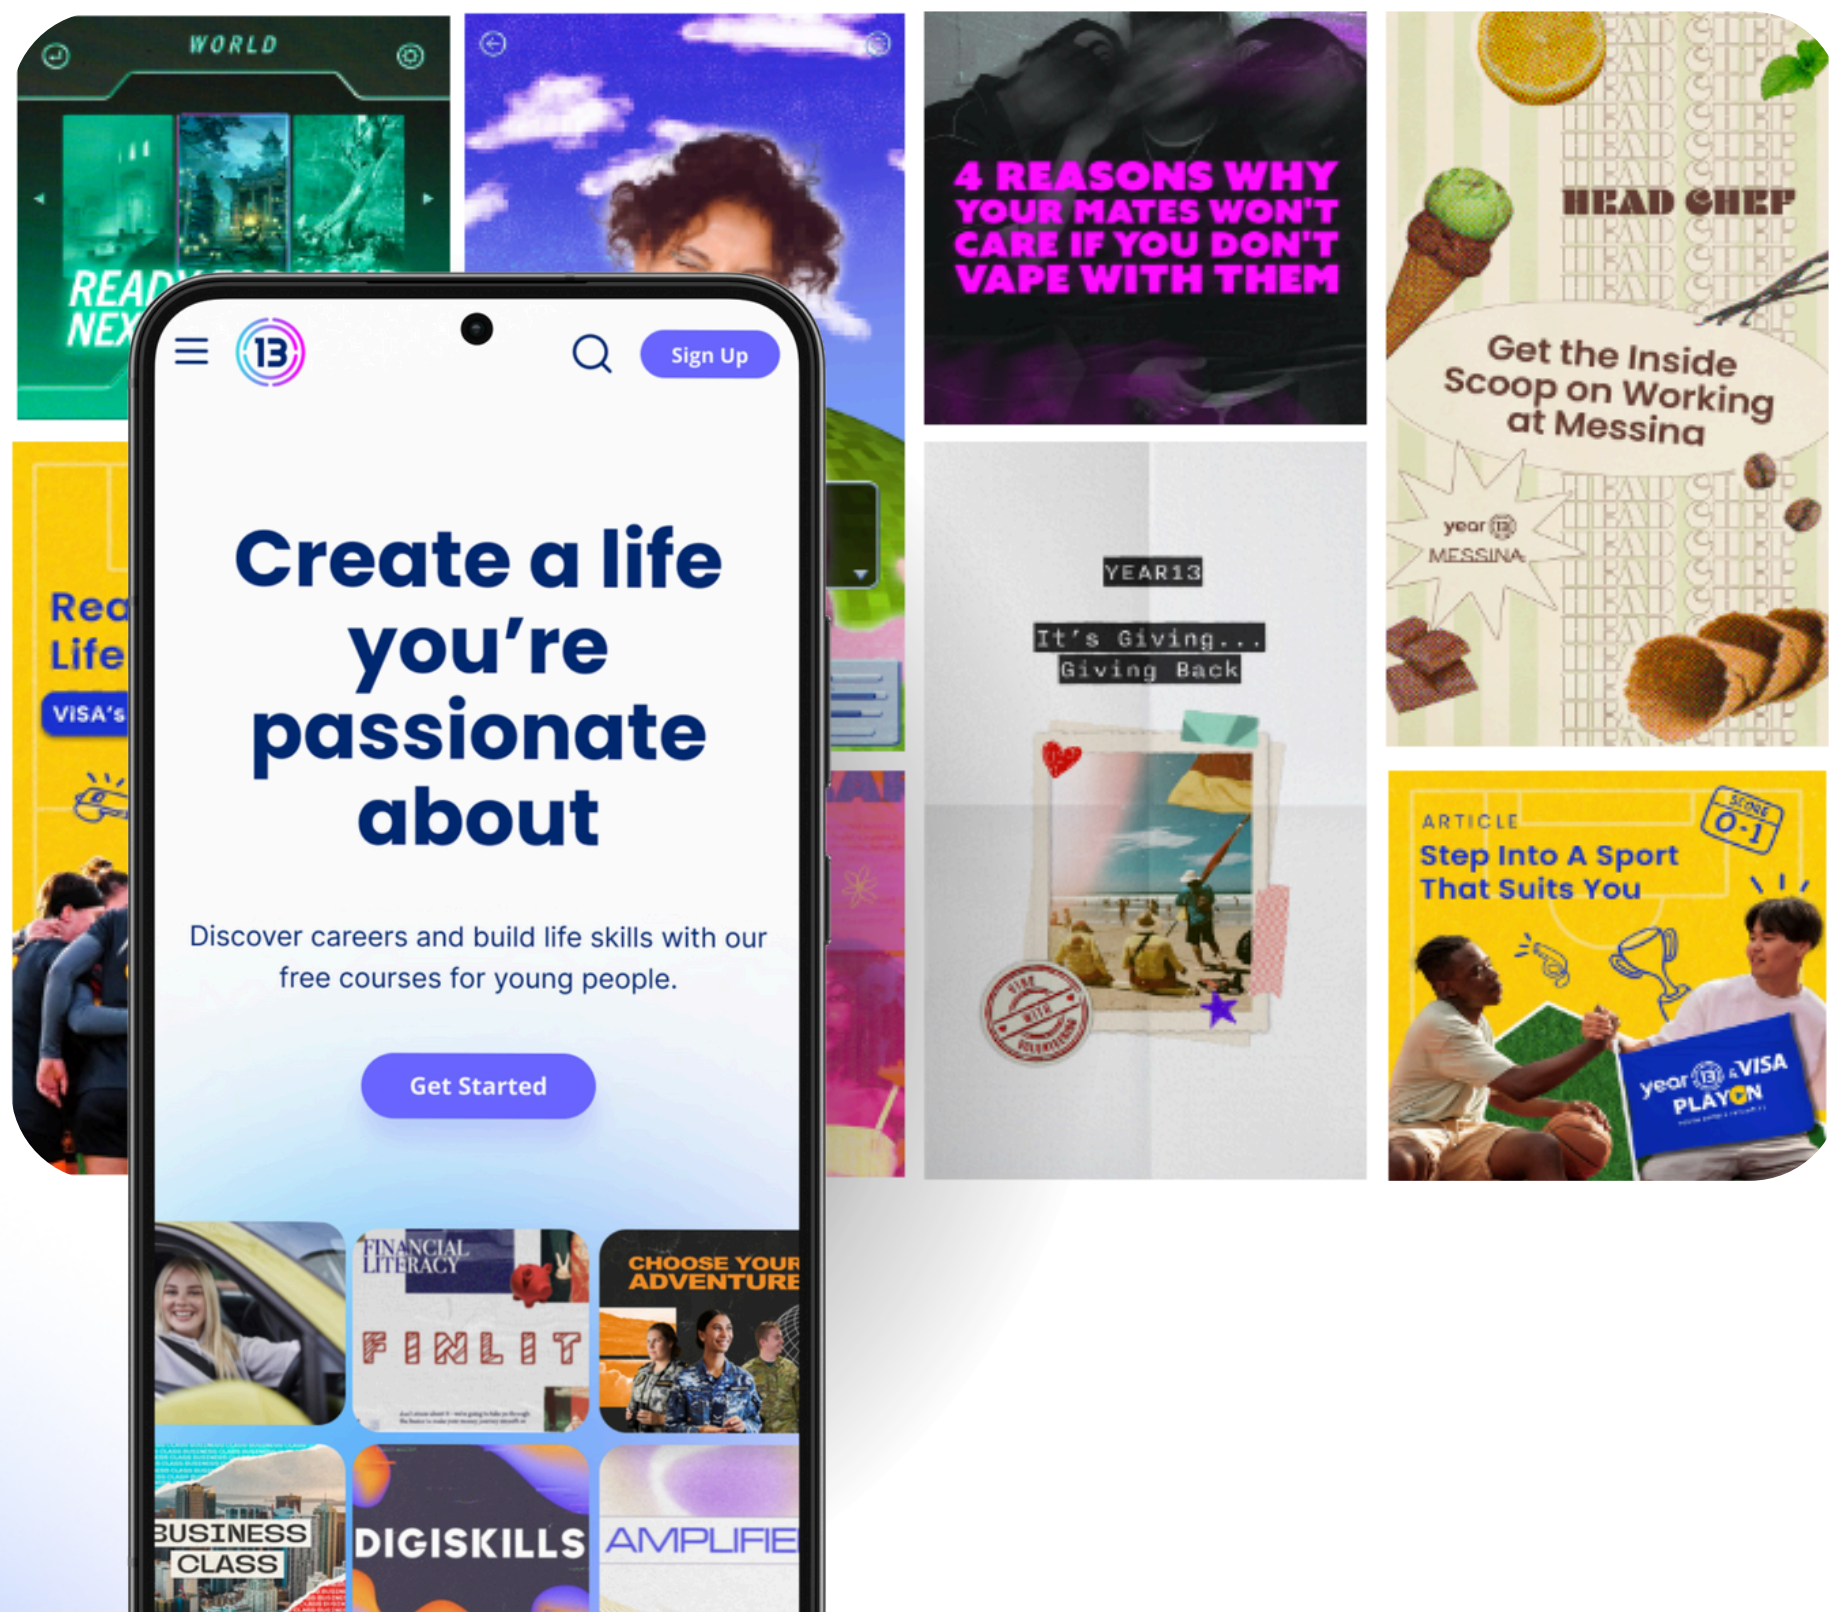 WORLD
READY
NEX
4 REASONS WHY
YOUR MATES WON'T
CARE IF YOU DON'T
VAPE WITH THEM
HEAD CHEF
Get the Inside
Scoop on Working
at Messina
year 13
MESSINA
13
Sign Up
Create a life
you’re
passionate
about
Discover careers and build life skills with our
free courses for young people.
Get Started
Life
VISA’s
YEAR13
It’s Giving...
Giving Back
WITH
VOLUNTEERING
ARTICLE
Step Into A Sport
That Suits You
SCORE
0-1
year 13 & VISA
PLAYON
FINANCIAL
LITERACY
FINLIT
CHOOSE YOUR
ADVENTURE
BUSINESS
CLASS
DIGISKILLS
AMPLIFIE